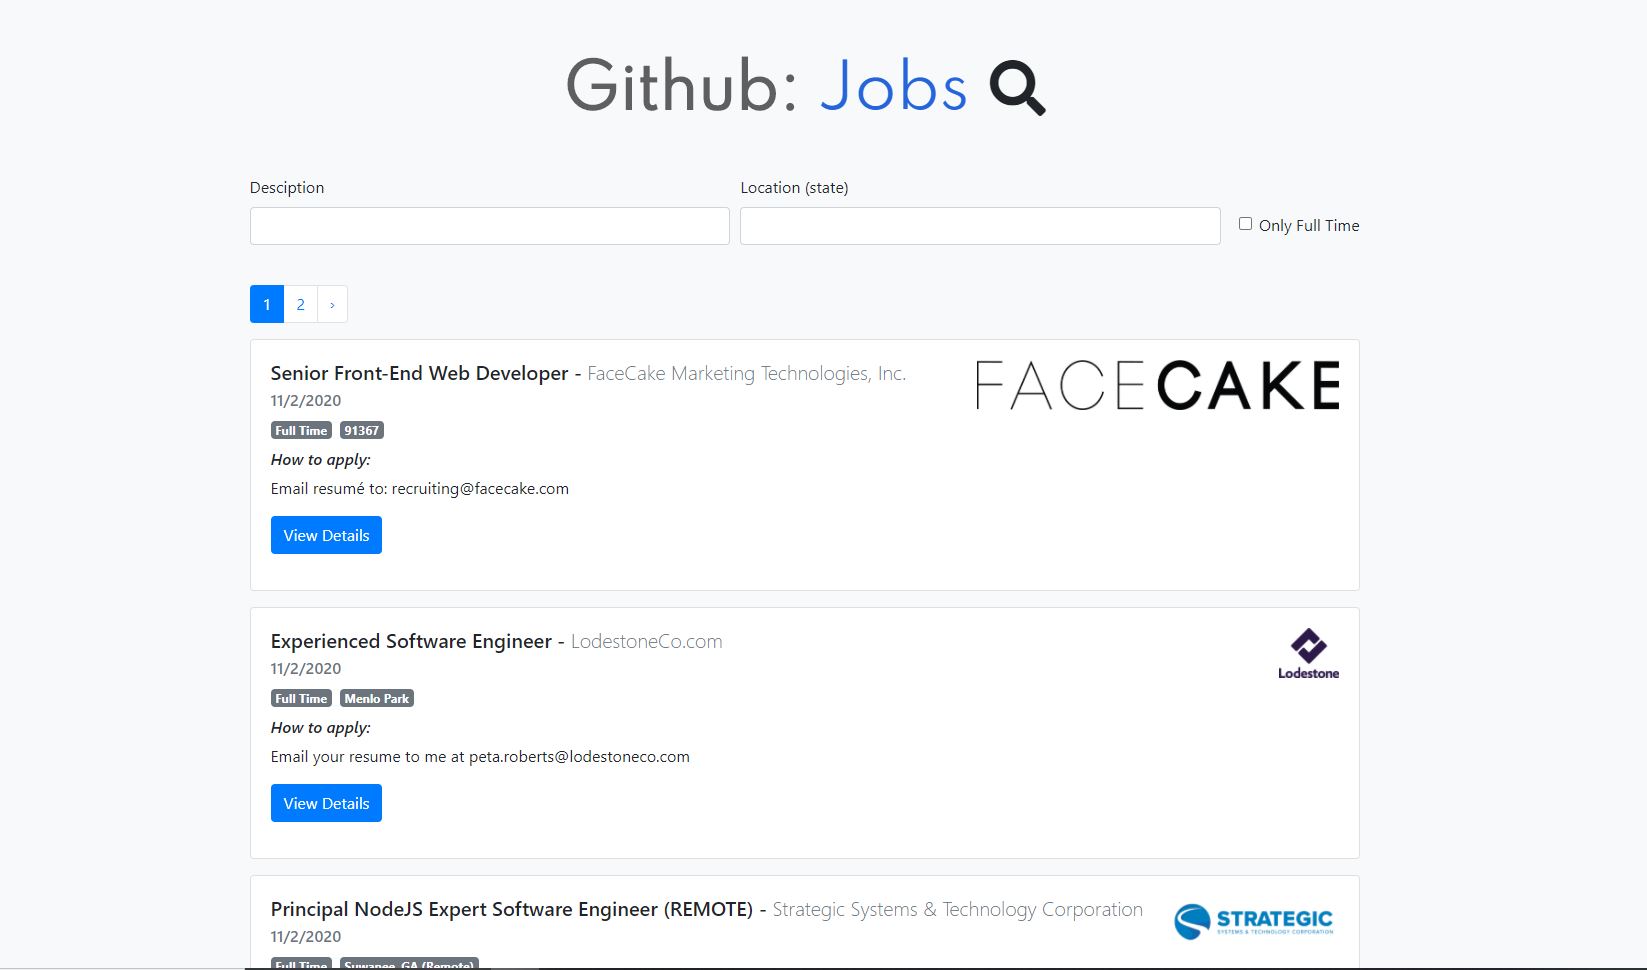 Github: Jobs
Desciption
Location (state)
Only Full Time
1 2 ›
Senior Front-End Web Developer - FaceCake Marketing Technologies, Inc.
FACECAKE
11/2/2020
Full Time 91367
How to apply:
Email resumé to: recruiting@facecake.com
View Details
Experienced Software Engineer - LodestoneCo.com
Lodestone
11/2/2020
Full Time Menlo Park
How to apply:
Email your resume to me at peta.roberts@lodestoneco.com
View Details
Principal NodeJS Expert Software Engineer (REMOTE) - Strategic Systems & Technology Corporation
STRATEGIC
SYSTEMS & TECHNOLOGY CORPORATION
11/2/2020
Full Time Suwanee, GA (Remote)